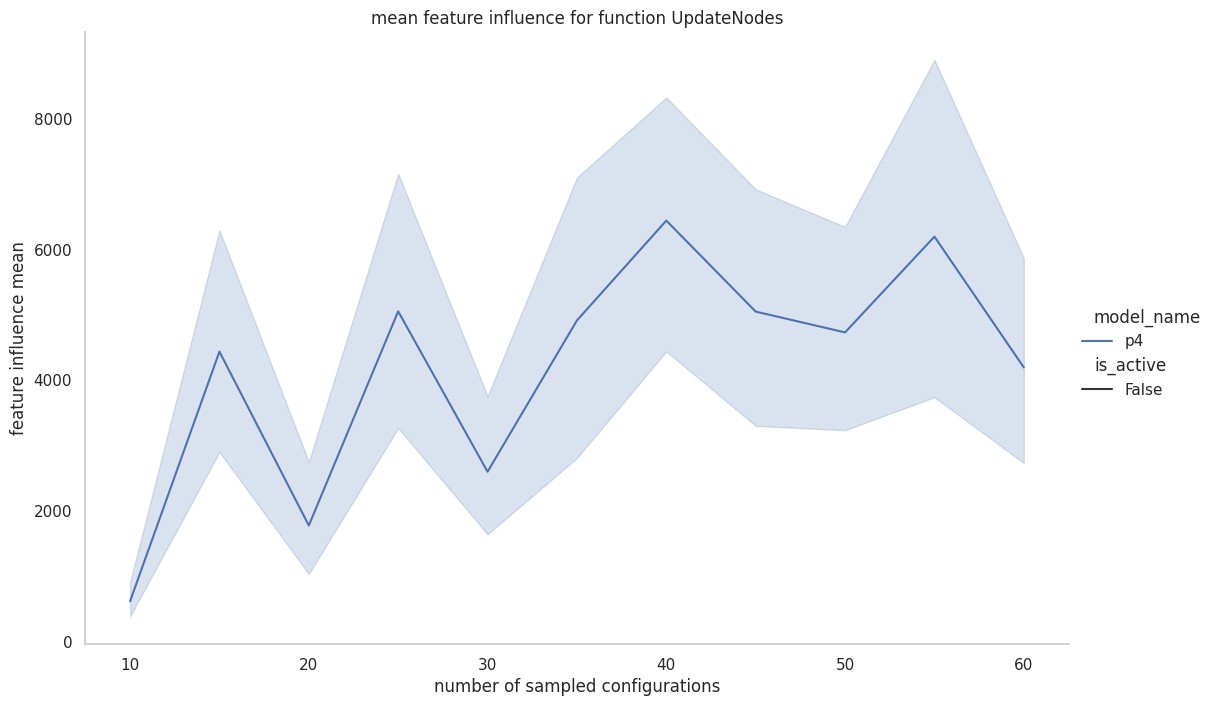 mean feature influence for function UpdateNodes
8000
6000
4000
2000
0
feature influence mean
10 20 30 40 50 60
number of sampled configurations
model_name
p4
is_active
False